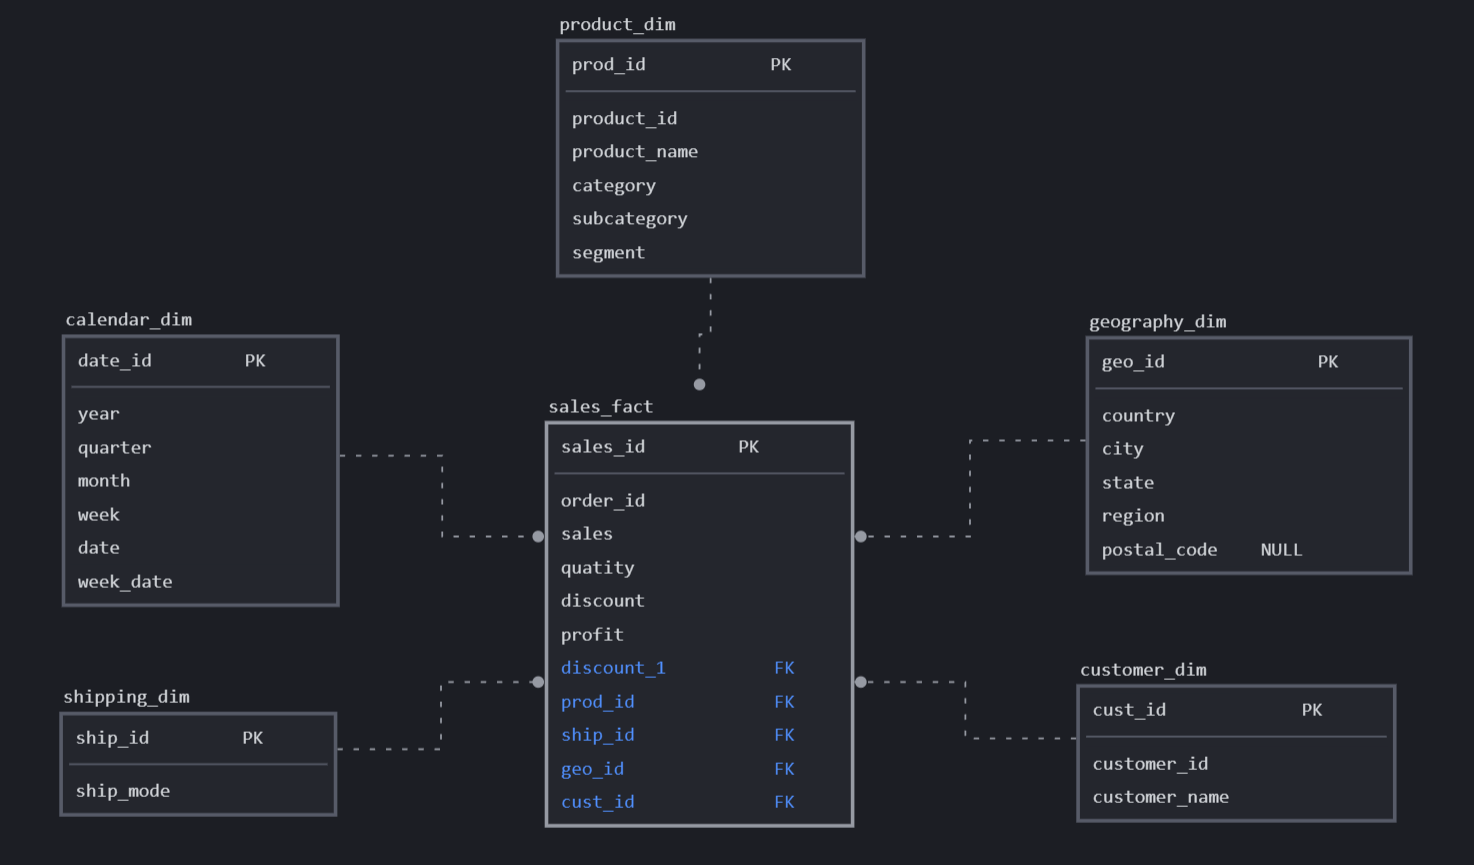 product_dim
prod_id PK
product_id
product_name
category
subcategory
segment
calendar_dim
date_id PK
year
quarter
month
week
date
week_date
geography_dim
geo_id PK
country
city
state
region
postal_code NULL
sales_fact
sales_id PK
order_id
sales
quatity
discount
profit
discount_1 FK
prod_id FK
ship_id FK
geo_id FK
cust_id FK
shipping_dim
ship_id PK
ship_mode
customer_dim
cust_id PK
customer_id
customer_name